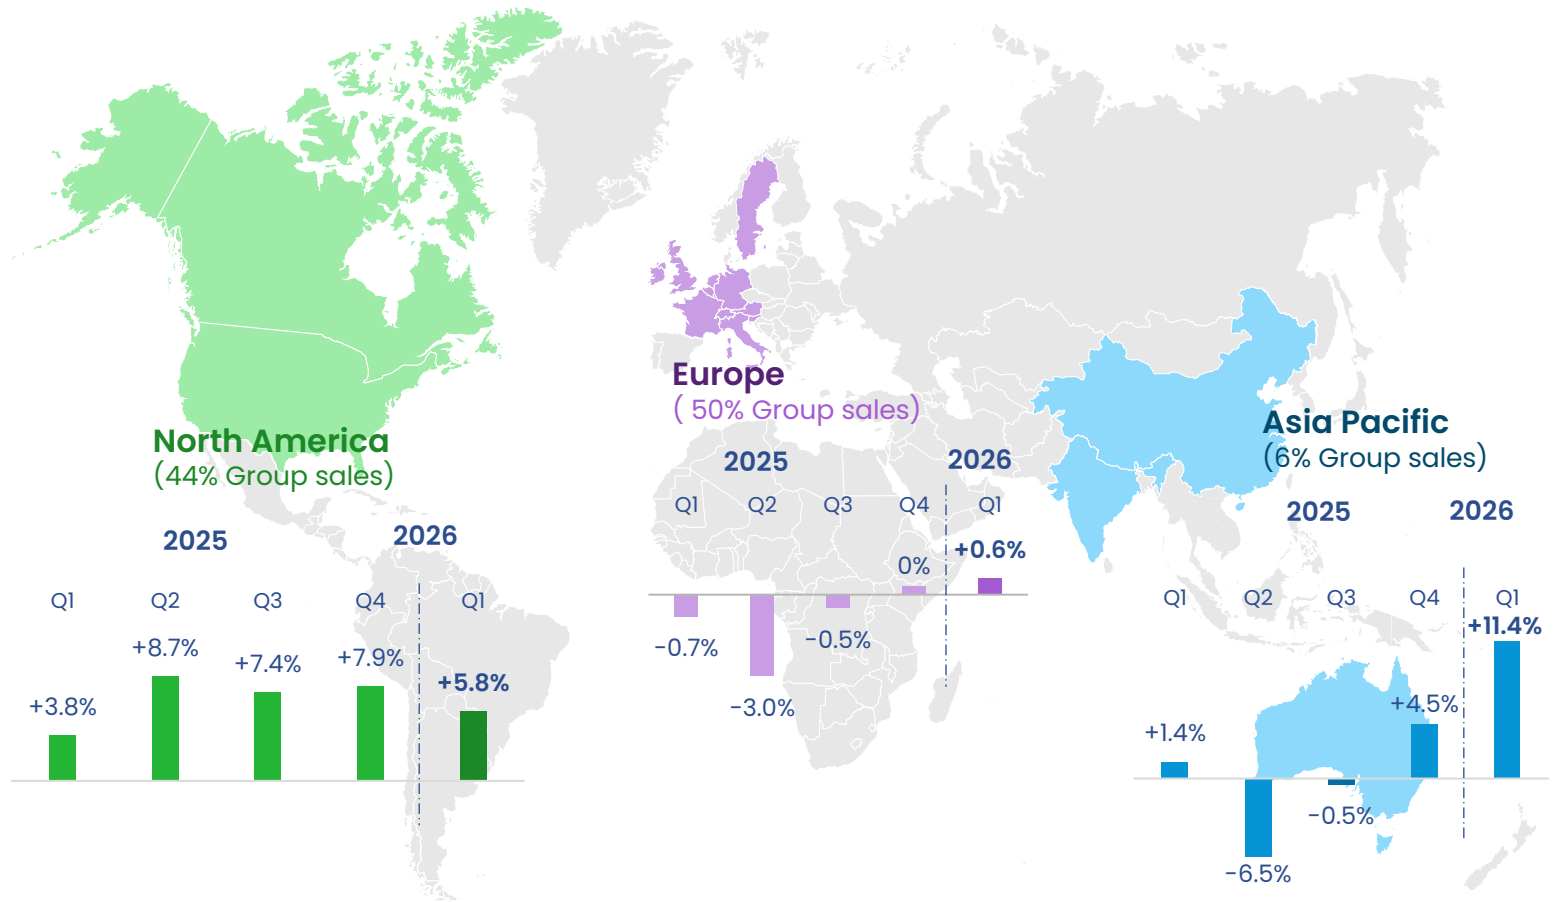 North America
(44% Group sales)
2025 2026
Q1 Q2 Q3 Q4 Q1
+3.8% +8.7% +7.4% +7.9% +5.8%
Europe
( 50% Group sales)
2025 2026
Q1 Q2 Q3 Q4 Q1
−0.7% −3.0% −0.5% 0% +0.6%
Asia Pacific
(6% Group sales)
2025 2026
Q1 Q2 Q3 Q4 Q1
+1.4% −6.5% −0.5% +4.5% +11.4%